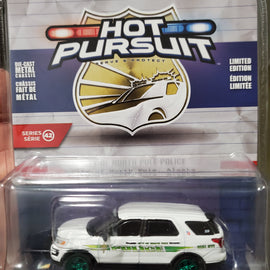 HOT
PURSUIT
SERVE & PROTECT
DIE-CAST
METAL
CHASSIS
CHÂSSIS
FAIT DE
MÉTAL
LIMITED
EDITION
ÉDITION
LIMITÉE
SERIES
SÉRIE
42
NORTH POLE POLICE
North Pole, Alaska